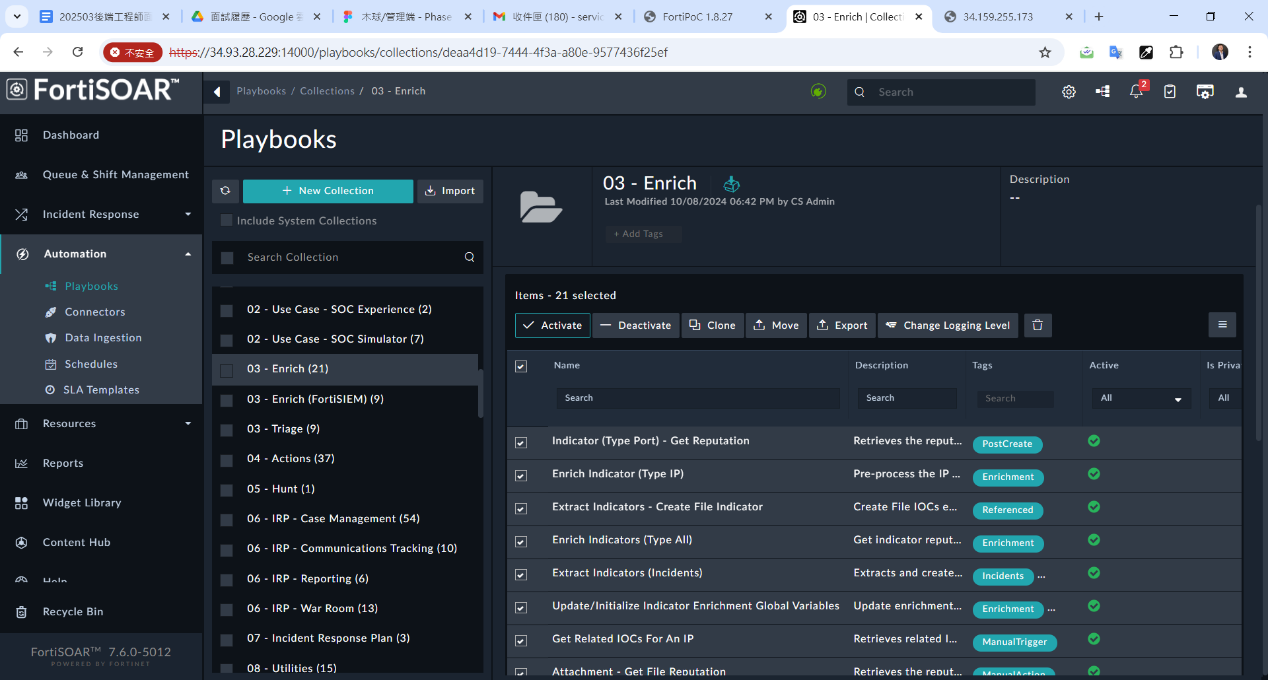 202503後端工程師面
面試履歷 - Google 雲
木球/管理端 - Phase
收件匣 (180) - servic
FortiPoC 1.8.27
03 - Enrich | Collecti
34.159.255.173
不安全
https://34.93.28.229:14000/playbooks/collections/deaa4d19-7444-4f3a-a80e-9577436f25ef
FortiSOAR™
Playbooks / Collections / 03 - Enrich
Search
2
Dashboard
Queue & Shift Management
Incident Response
Automation
Playbooks
Connectors
Data Ingestion
Schedules
SLA Templates
Resources
Reports
Widget Library
Content Hub
Help
Recycle Bin
FortiSOAR™ 7.6.0-5012
POWERED BY FORTINET
Playbooks
+ New Collection
Import
Include System Collections
Search Collection
02 - Use Case - SOC Experience (2)
02 - Use Case - SOC Simulator (7)
03 - Enrich (21)
03 - Enrich (FortiSIEM) (9)
03 - Triage (9)
04 - Actions (37)
05 - Hunt (1)
06 - IRP - Case Management (54)
06 - IRP - Communications Tracking (10)
06 - IRP - Reporting (6)
06 - IRP - War Room (13)
07 - Incident Response Plan (3)
08 - Utilities (15)
03 - Enrich
Last Modified 10/08/2024 06:42 PM by CS Admin
+ Add Tags
Description
--
Items - 21 selected
Activate
Deactivate
Clone
Move
Export
Change Logging Level
Name Description Tags Active Is Priva
Search Search Search All All
Indicator (Type Port) - Get Reputation Retrieves the reput... PostCreate
Enrich Indicator (Type IP) Pre-process the IP ... Enrichment
Extract Indicators - Create File Indicator Create File IOCs e... Referenced
Enrich Indicators (Type All) Get indicator reput... Enrichment
Extract Indicators (Incidents) Extracts and create... Incidents ...
Update/Initialize Indicator Enrichment Global Variables Update enrichment... Enrichment ...
Get Related IOCs For An IP Retrieves related I... ManualTrigger
Attachment - Get File Reputation Retrieves the reput... ManualAction